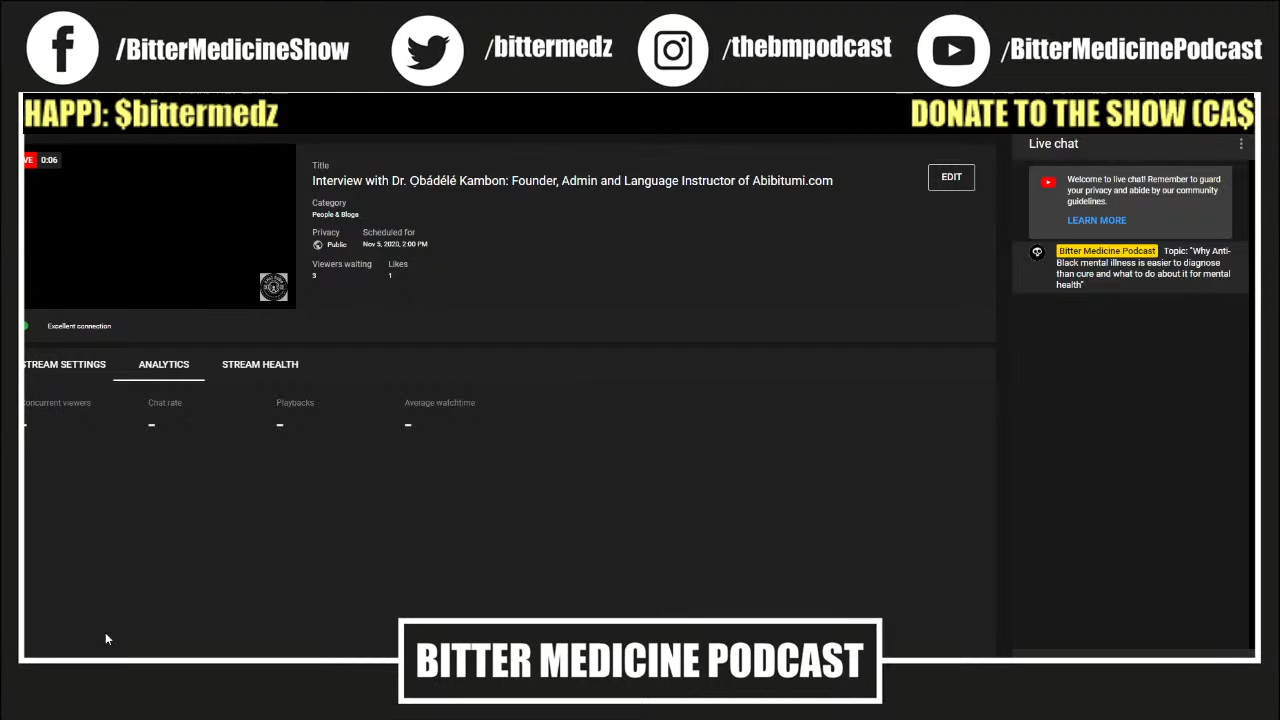 /BitterMedicineShow
/bittermedz
/thebmpodcast
/BitterMedicinePodcast
HAPP): $bittermedz
DONATE TO THE SHOW (CA$
VE 0:06
Title
Interview with Dr. Ọbádélé Kambon: Founder, Admin and Language Instructor of Abibitumi.com
EDIT
Category
People & Blogs
Privacy
Scheduled for
Public
Nov 5, 2020, 2:00 PM
Viewers waiting
Likes
3
1
Excellent connection
STREAM SETTINGS
ANALYTICS
STREAM HEALTH
Concurrent viewers
Chat rate
Playbacks
Average watchtime
–
–
–
–
Live chat
Welcome to live chat! Remember to guard
your privacy and abide by our community
guidelines.
LEARN MORE
Bitter Medicine Podcast Topic: "Why Anti-
Black mental illness is easier to diagnose
than cure and what to do about it for mental
health"
BITTER MEDICINE PODCAST